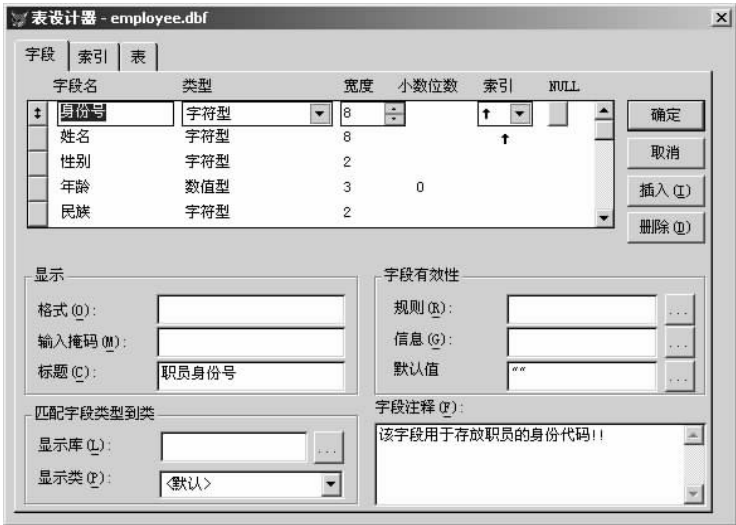 表设计器 - employee.dbf
字段 索引 表
字段名 类型 宽度 小数位数 索引 NULL
身份号 字符型 8 ↑ 确定
姓名 字符型 8 ↑
性别 字符型 2 取消
年龄 数值型 3 0 插入(I)
民族 字符型 2 删除(D)
显示 字段有效性
格式(O): 规则(R): ...
输入掩码(M): 信息(G): ...
标题(C): 职员身份号 默认值 "" ...
匹配字段类型到类 字段注释(F):
显示库(L): ... 该字段用于存放职员的身份代码!!
显示类(P): <默认>